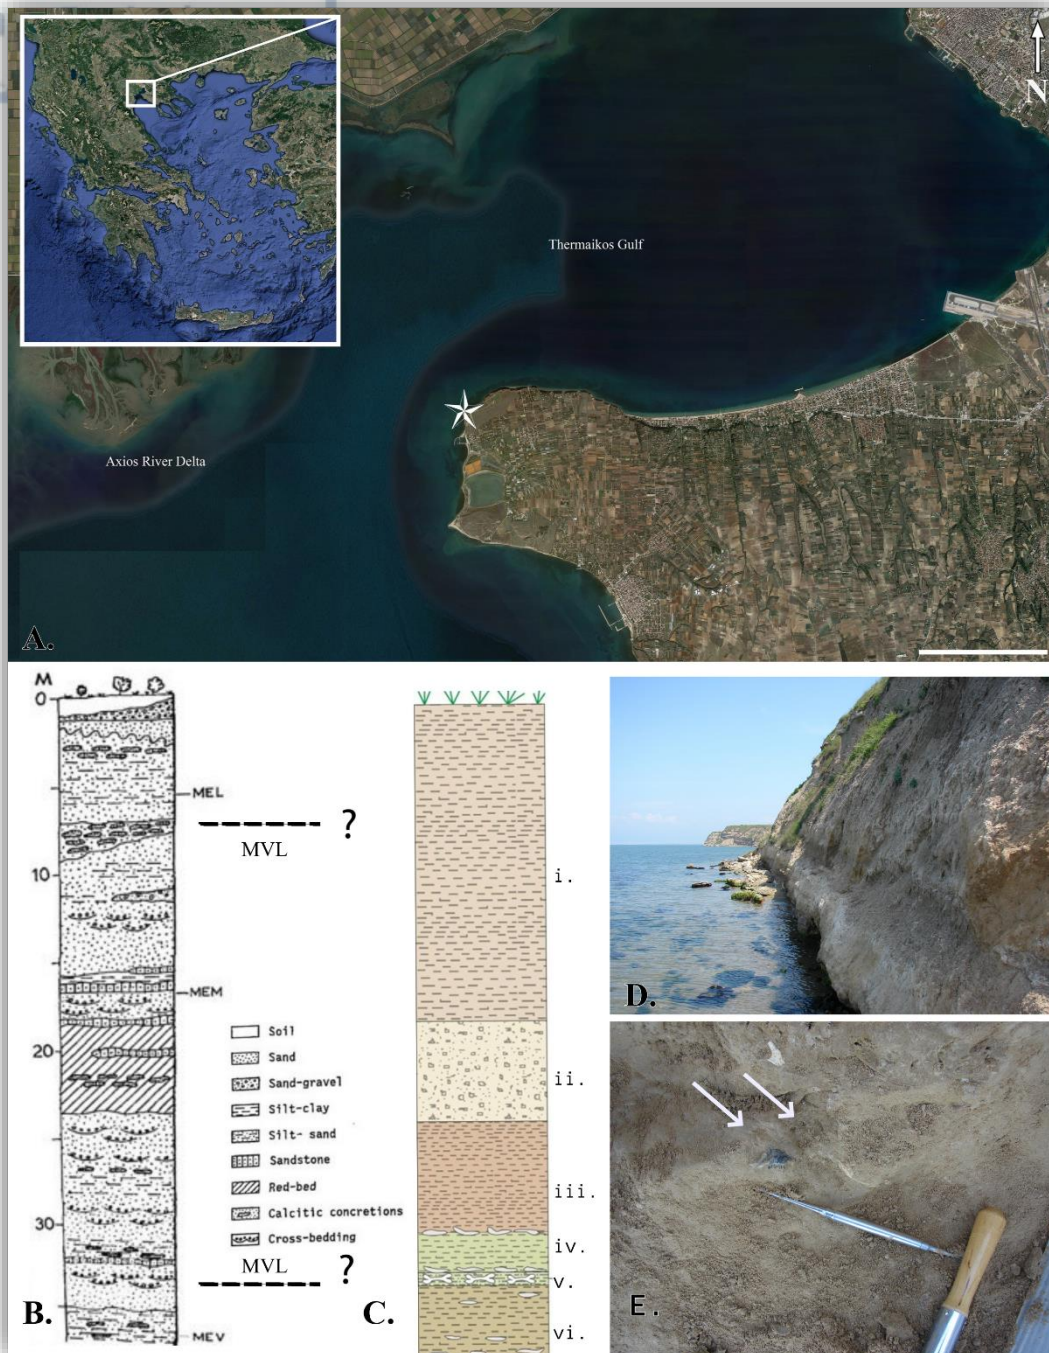 N
Thermaikos Gulf
Axios River Delta
A.
M
0
MEL
MVL
?
10
MEM
20
Soil
Sand
Sand-gravel
Silt-clay
Silt- sand
Sandstone
Red-bed
Calcitic concretions
Cross-bedding
30
MVL
?
MEV
B.
i.
ii.
iii.
iv.
v.
vi.
C.
D.
E.